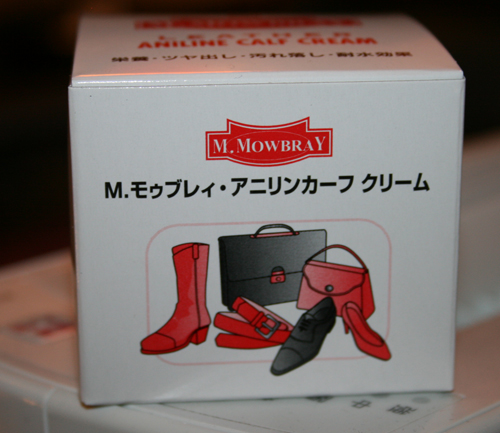 LEATHER
ANILINE CALF CREAM
栄養・ツヤ出し・汚れ落し・耐水効果
M.MOWBRAY
M.モゥブレィ・アニリンカーフ クリーム